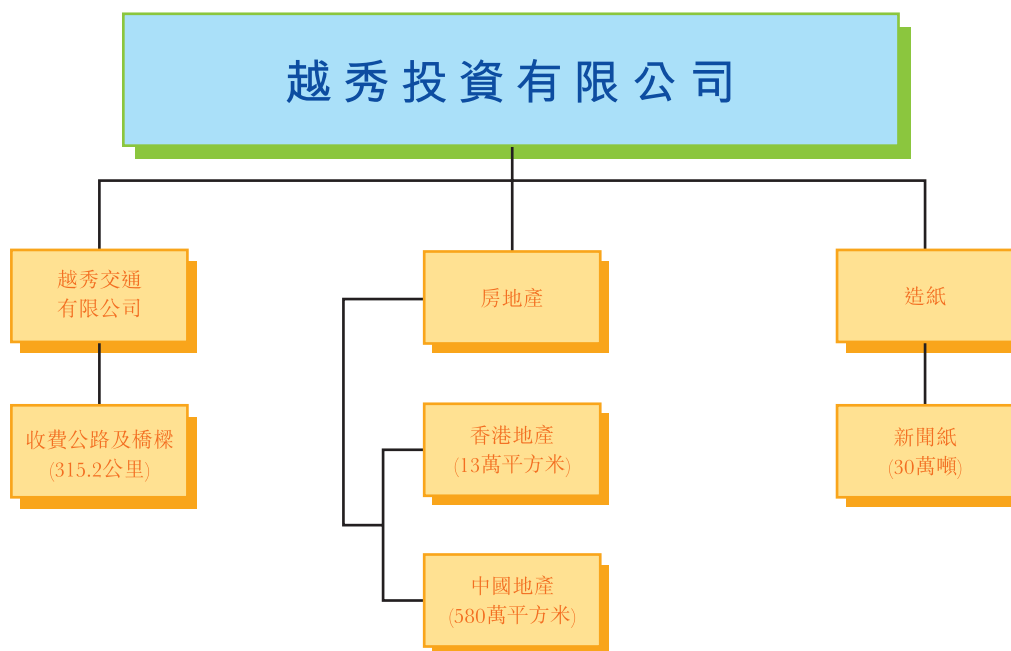 越秀投資有限公司
越秀交通
有限公司
房地產
造紙
收費公路及橋樑
(315.2公里)
香港地產
(13萬平方米)
新聞紙
(30萬噸)
中國地產
(580萬平方米)